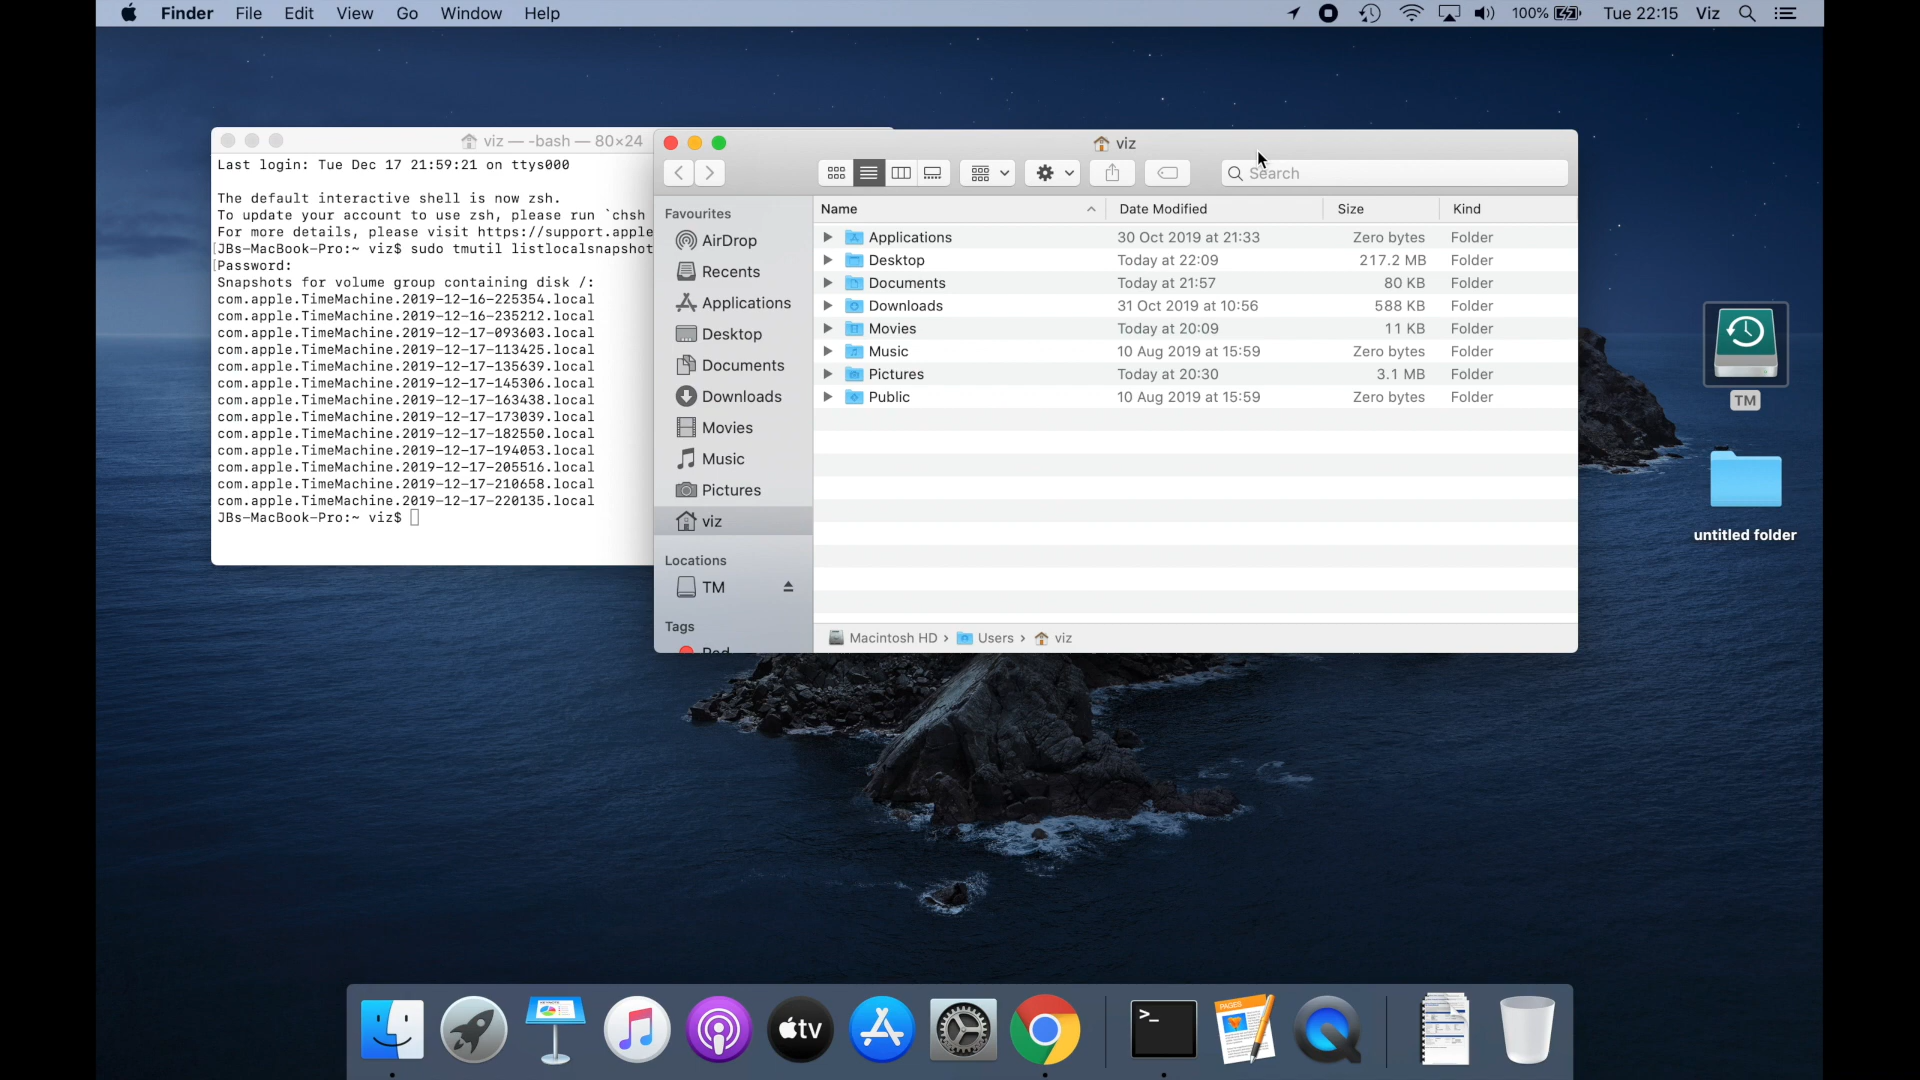 Finder File Edit View Go Window Help 100% Tue 22:15 Viz
viz — -bash — 80×24
Last login: Tue Dec 17 21:59:21 on ttys000
The default interactive shell is now zsh.
To update your account to use zsh, please run `chsh
For more details, please visit https://support.apple
[JBs-MacBook-Pro:~ viz$ sudo tmutil listlocalsnapshot
[Password:
Snapshots for volume group containing disk /:
com.apple.TimeMachine.2019-12-16-225354.local
com.apple.TimeMachine.2019-12-16-235212.local
com.apple.TimeMachine.2019-12-17-093603.local
com.apple.TimeMachine.2019-12-17-113425.local
com.apple.TimeMachine.2019-12-17-135639.local
com.apple.TimeMachine.2019-12-17-145306.local
com.apple.TimeMachine.2019-12-17-163438.local
com.apple.TimeMachine.2019-12-17-173039.local
com.apple.TimeMachine.2019-12-17-182550.local
com.apple.TimeMachine.2019-12-17-194053.local
com.apple.TimeMachine.2019-12-17-205516.local
com.apple.TimeMachine.2019-12-17-210658.local
com.apple.TimeMachine.2019-12-17-220135.local
JBs-MacBook-Pro:~ viz$
viz
Search
Favourites
AirDrop
Recents
Applications
Desktop
Documents
Downloads
Movies
Music
Pictures
viz
Locations
TM
Tags
Red
Name Date Modified Size Kind
Applications 30 Oct 2019 at 21:33 Zero bytes Folder
Desktop Today at 22:09 217.2 MB Folder
Documents Today at 21:57 80 KB Folder
Downloads 31 Oct 2019 at 10:56 588 KB Folder
Movies Today at 20:09 11 KB Folder
Music 10 Aug 2019 at 15:59 Zero bytes Folder
Pictures Today at 20:30 3.1 MB Folder
Public 10 Aug 2019 at 15:59 Zero bytes Folder
Macintosh HD › Users › viz
TM
untitled folder
tv
>_
PAGES